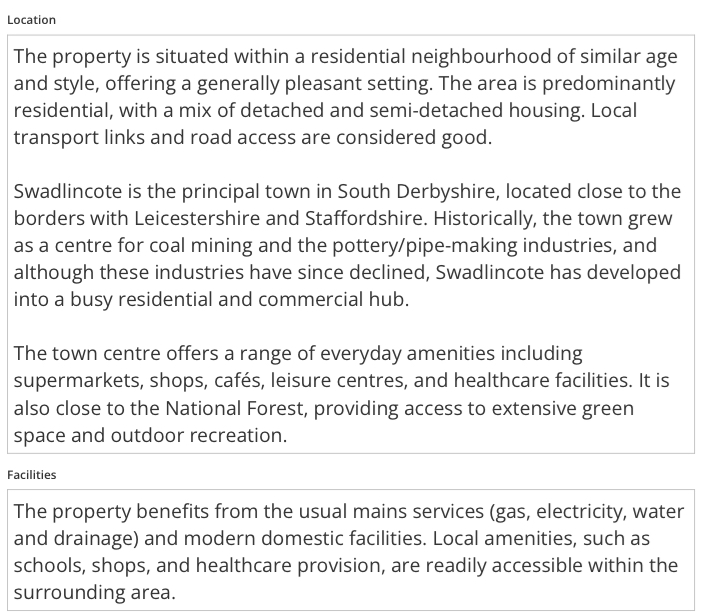 Location
The property is situated within a residential neighbourhood of similar age
and style, offering a generally pleasant setting. The area is predominantly
residential, with a mix of detached and semi-detached housing. Local
transport links and road access are considered good.
Swadlincote is the principal town in South Derbyshire, located close to the
borders with Leicestershire and Staffordshire. Historically, the town grew
as a centre for coal mining and the pottery/pipe-making industries, and
although these industries have since declined, Swadlincote has developed
into a busy residential and commercial hub.
The town centre offers a range of everyday amenities including
supermarkets, shops, cafés, leisure centres, and healthcare facilities. It is
also close to the National Forest, providing access to extensive green
space and outdoor recreation.
Facilities
The property benefits from the usual mains services (gas, electricity, water
and drainage) and modern domestic facilities. Local amenities, such as
schools, shops, and healthcare provision, are readily accessible within the
surrounding area.